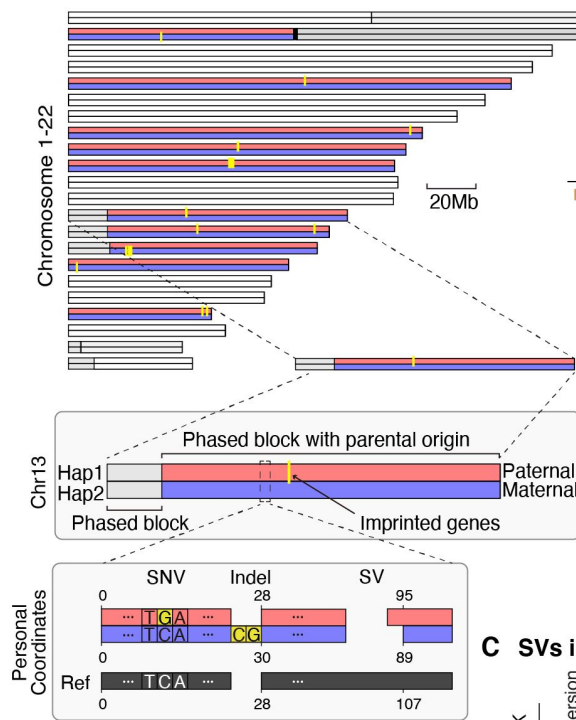 Chromosome 1-22
20Mb
Phased block with parental origin
Chr13
Hap1
Paternal
Hap2
Maternal
Phased block
Imprinted genes
SNV Indel SV
0 28 95
... T G A ... ...
... T C A ... C G ...
0 30 89
Personal
Coordinates
Ref ... T C A ... ...
0 28 107
C SVs i